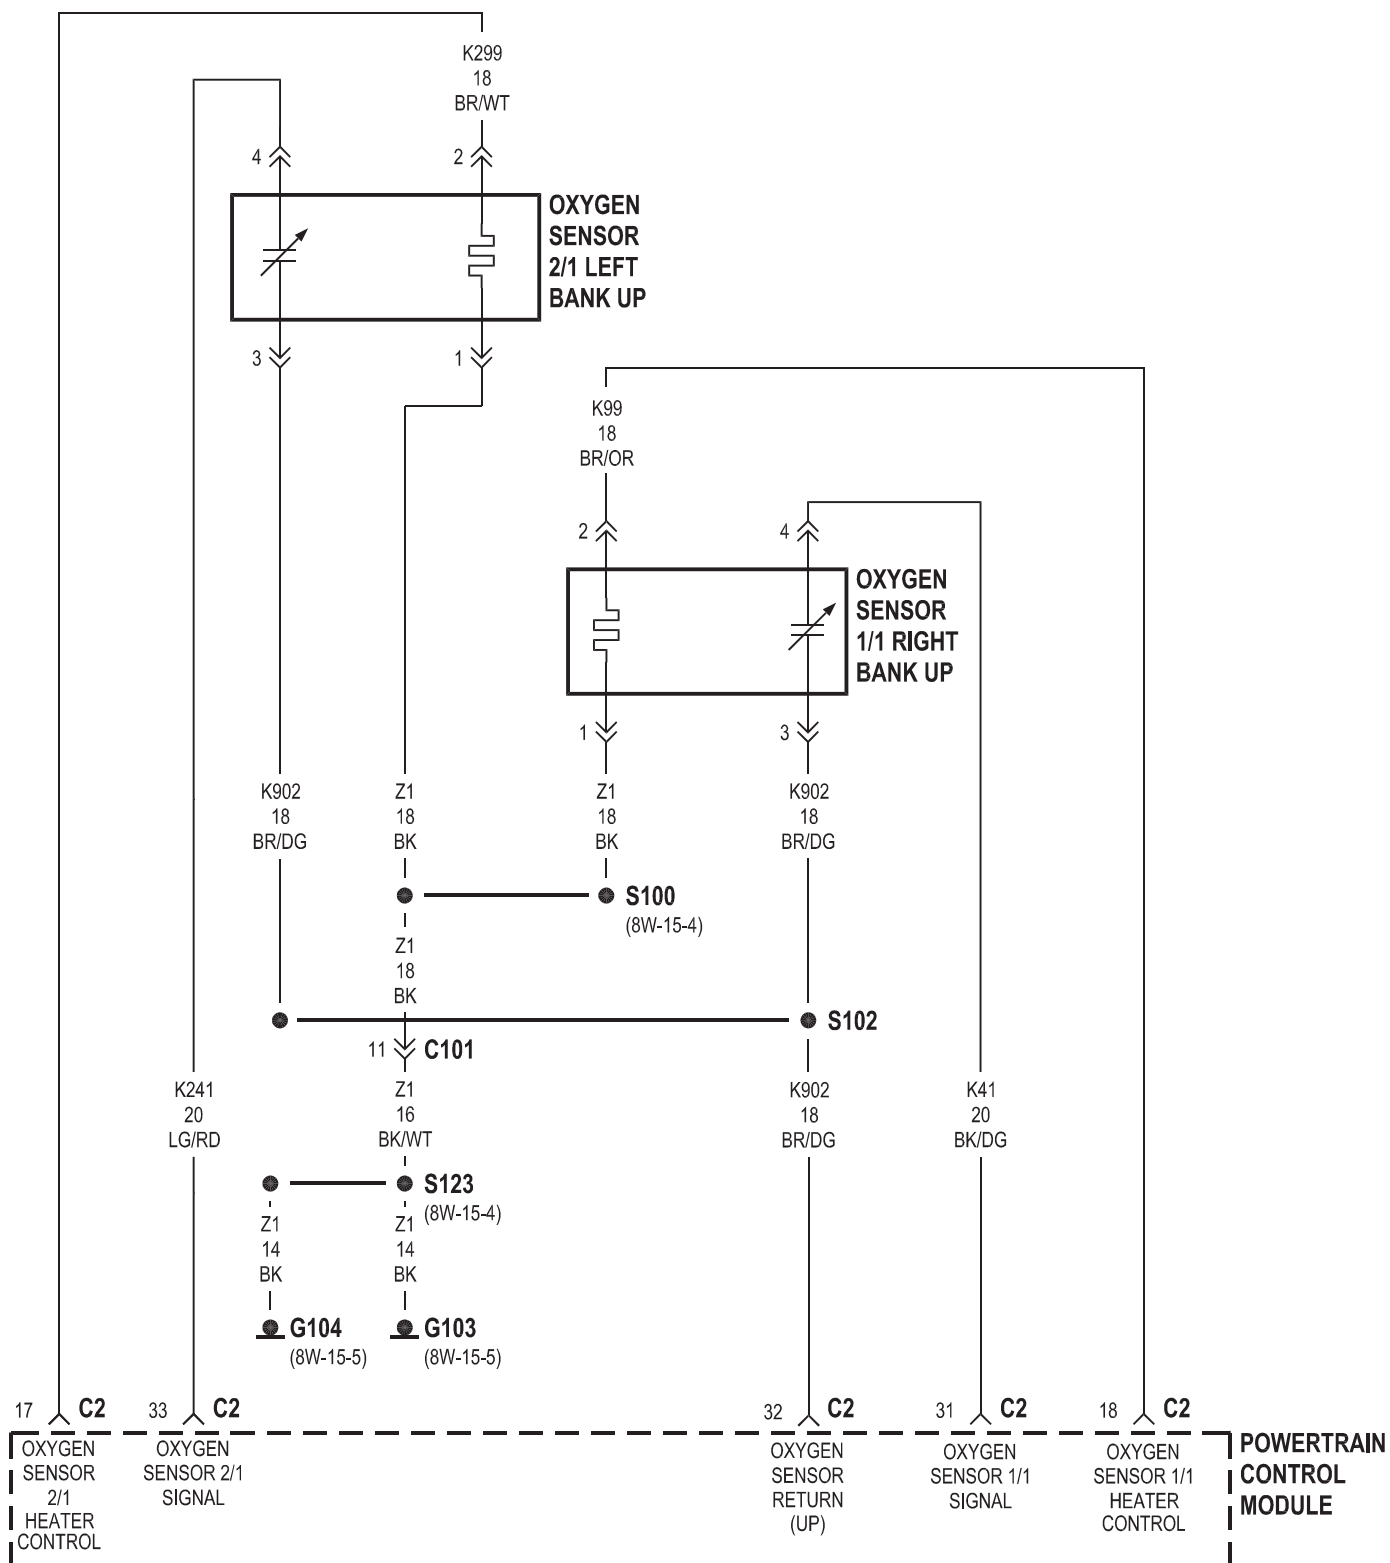 K299
18
BR/WT
4
2
OXYGEN
SENSOR
2/1 LEFT
BANK UP
3
1
K99
18
BR/OR
2
4
OXYGEN
SENSOR
1/1 RIGHT
BANK UP
1
3
K902
18
BR/DG
Z1
18
BK
Z1
18
BK
K902
18
BR/DG
S100
(8W-15-4)
Z1
18
BK
S102
11
C101
K241
20
LG/RD
Z1
16
BK/WT
K902
18
BR/DG
K41
20
BK/DG
S123
(8W-15-4)
Z1
14
BK
Z1
14
BK
G104
(8W-15-5)
G103
(8W-15-5)
17
C2
33
C2
32
C2
31
C2
18
C2
OXYGEN
SENSOR
2/1
HEATER
CONTROL
OXYGEN
SENSOR 2/1
SIGNAL
OXYGEN
SENSOR
RETURN
(UP)
OXYGEN
SENSOR 1/1
SIGNAL
OXYGEN
SENSOR 1/1
HEATER
CONTROL
POWERTRAIN
CONTROL
MODULE